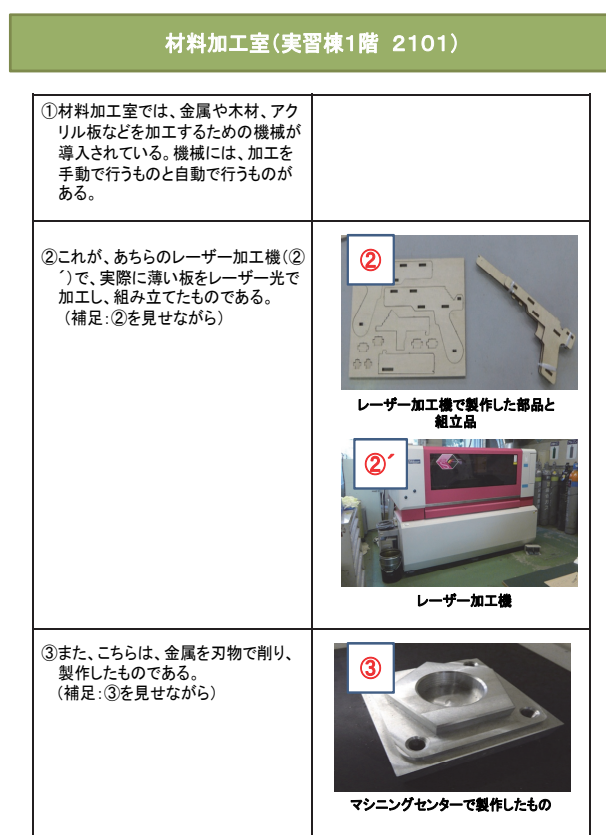 材料加工室(実習棟1階 2101)
①材料加工室では、金属や木材、アク
リル板などを加工するための機械が
導入されている。機械には、加工を
手動で行うものと自動で行うものが
ある。
②これが、あちらのレーザー加工機(②
´)で、実際に薄い板をレーザー光で
加工し、組み立てたものである。
(補足:②を見せながら)
②
レーザー加工機で製作した部品と
組立品
②´
レーザー加工機
③また、こちらは、金属を刃物で削り、
製作したものである。
(補足:③を見せながら)
③
マシニングセンターで製作したもの